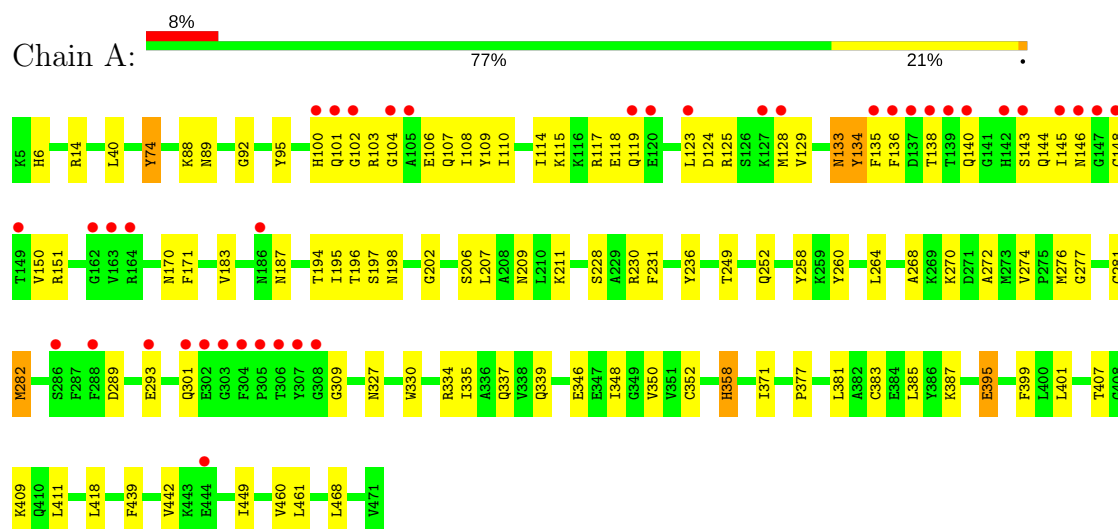 8%
Chain A:
77% 21% •
K5 H6 R14 L40 Y74 K88 N89 G92 Y95 H100 Q101 G102 R103 G104 A105 E106 Q107 I108 Y109 I110 I114 K115 K116 R117 E118 Q119 E120 L123 D124 R125 S126 K127 M128 V129 N133 Y134 F135 F136 D137 T138 T139 Q140 G141 H142 S143 Q144 I145 N146 G147
T149 V150 R151 G162 V163 R164 N170 F171 V183 N186 N187 T194 I195 T196 S197 N198 G202 S206 L207 A208 N209 L210 K211 S228 A229 R230 F231 Y236 T249 Q252 Y258 K259 Y260 L264 A268 K269 K270 D271 A272 M273 V274 P275 M276 G277
M282 S286 F287 F288 D289 E293 Q301 E302 G303 F304 P305 T306 Y307 G308 G309 N327 W330 R334 I335 A336 Q337 V338 Q339 E346 E347 I348 G349 V350 V351 C352 H358 I371 P377 L381 A382 C383 E384 L385 Y386 K387 E395 F399 L400 L401 T407
K409 Q410 L411 L418 F439 V442 K443 E444 I449 V460 L461 L468 V471